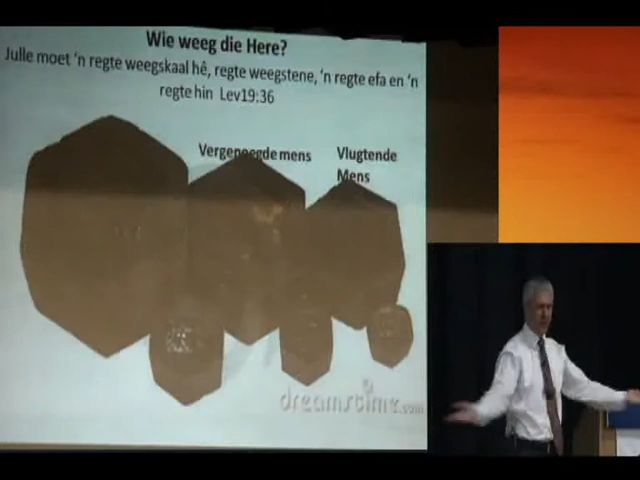 Wie weeg die Here?
Julle moet 'n regte weegskaal hê, regte weegstene, 'n regte efa en 'n
regte hin Lev19:36
Vergenoegde mens
Vlugtende
Mens
dreamstime.com